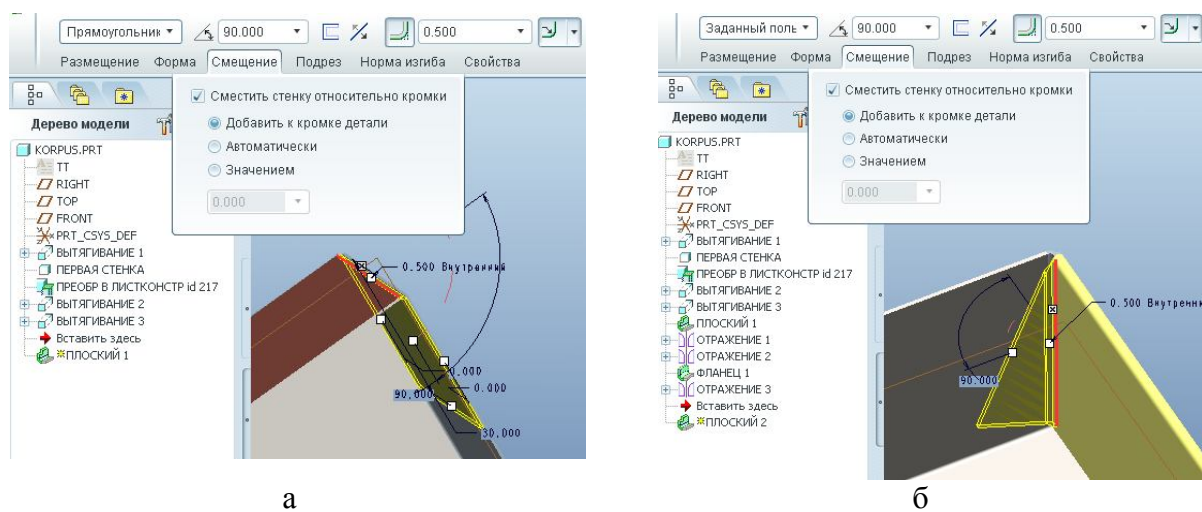 Прямоугольник 90.000 0.500
Размещение Форма Смещение Подрез Норма изгиба Свойства
Сместить стенку относительно кромки
Добавить к кромке детали
Автоматически
Значением
0.000
Дерево модели
KORPUS.PRT
TT
RIGHT
TOP
FRONT
PRT_CSYS_DEF
ВЫТЯГИВАНИЕ 1
ПЕРВАЯ СТЕНКА
ПРЕОБР В ЛИСТКОНСТР id 217
ВЫТЯГИВАНИЕ 2
ВЫТЯГИВАНИЕ 3
Вставить здесь
ПЛОСКИЙ 1
0.500 Внутренний
0.000
0.000
90.000
30.000
а
Заданный поль 90.000 0.500
Размещение Форма Смещение Подрез Норма изгиба Свойства
Сместить стенку относительно кромки
Добавить к кромке детали
Автоматически
Значением
0.000
Дерево модели
KORPUS.PRT
TT
RIGHT
TOP
FRONT
PRT_CSYS_DEF
ВЫТЯГИВАНИЕ 1
ПЕРВАЯ СТЕНКА
ПРЕОБР В ЛИСТКОНСТР id 217
ВЫТЯГИВАНИЕ 2
ВЫТЯГИВАНИЕ 3
ПЛОСКИЙ 1
ОТРАЖЕНИЕ 1
ОТРАЖЕНИЕ 2
ФЛАНЕЦ 1
ОТРАЖЕНИЕ 3
Вставить здесь
ПЛОСКИЙ 2
0.500 Внутренни
90.000
б